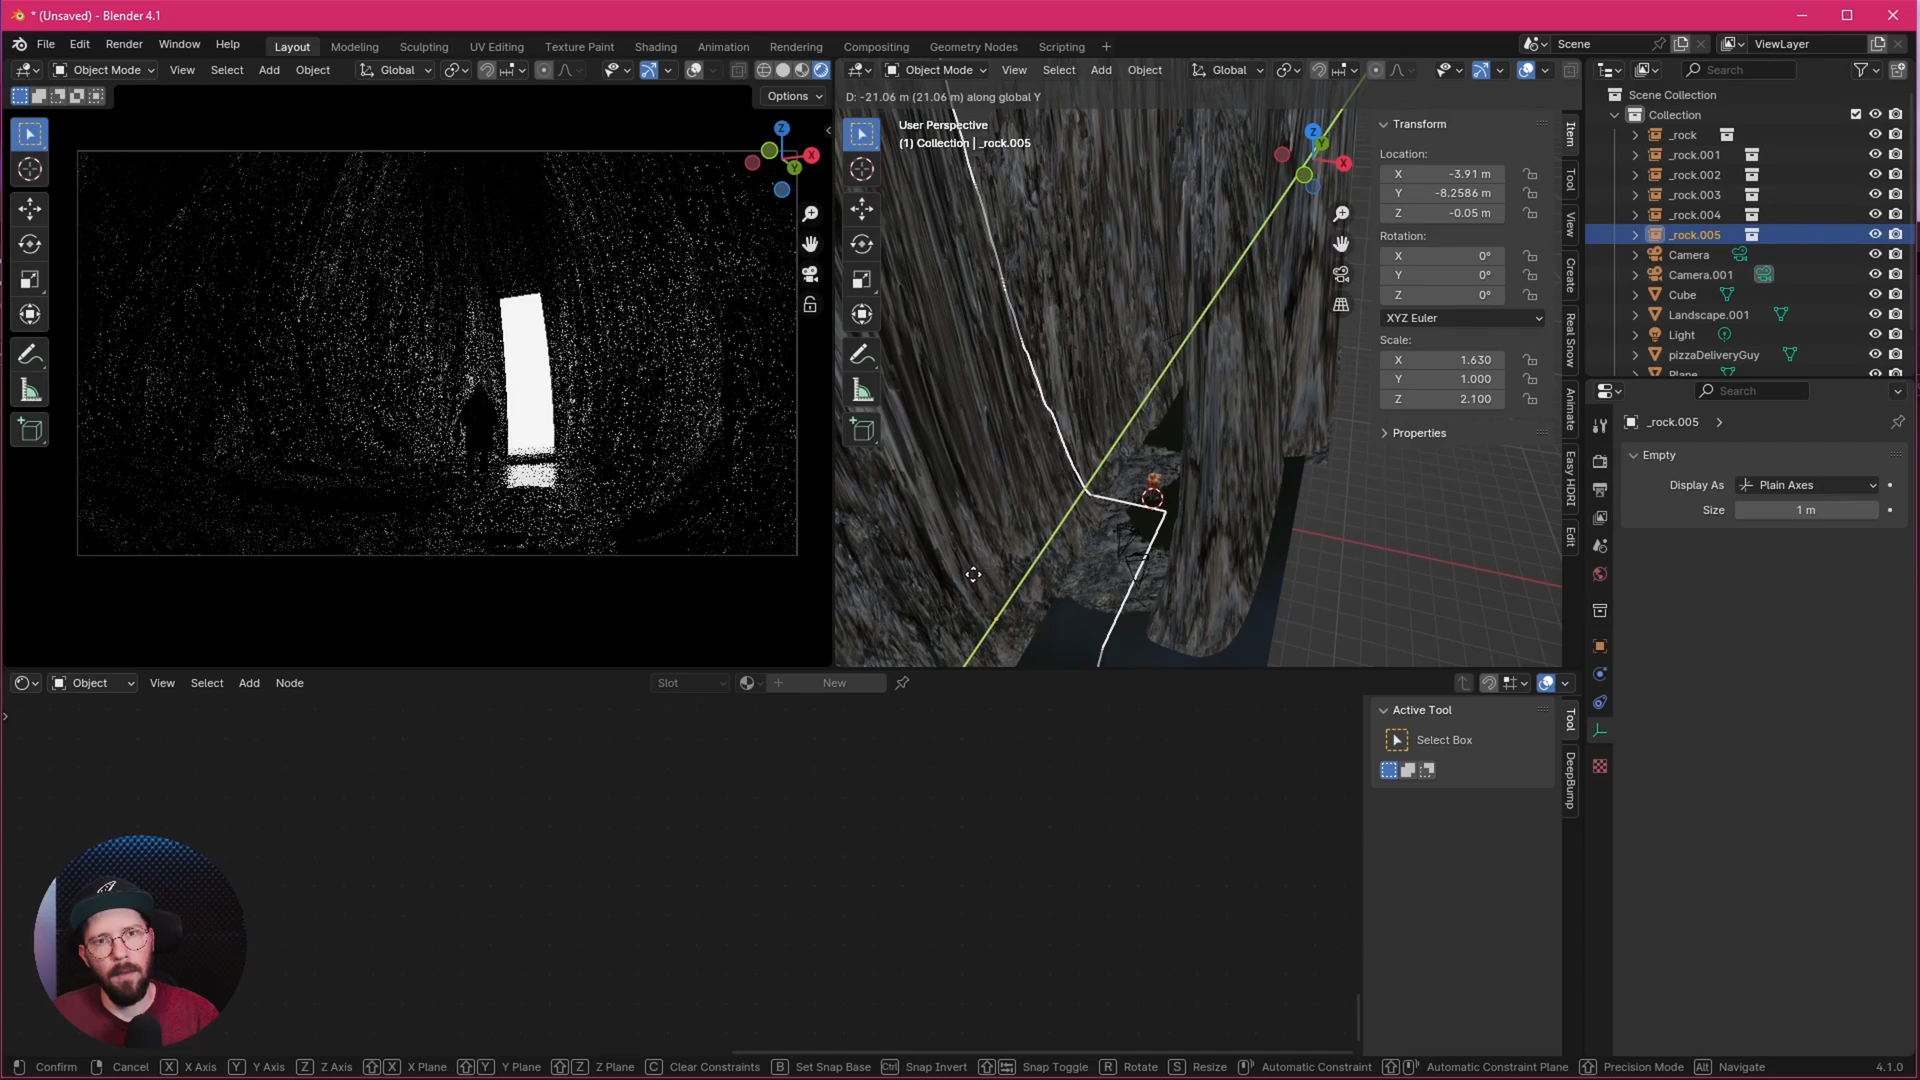 * (Unsaved) - Blender 4.1
File Edit Render Window Help
Layout Modeling Sculpting UV Editing Texture Paint Shading Animation Rendering Compositing Geometry Nodes Scripting +
Scene
ViewLayer
Object Mode View Select Add Object Global
Options
Z
X
Y
Object Mode View Select Add Object Global
D: -21.06 m (21.06 m) along global Y
User Perspective
(1) Collection | _rock.005
Z
Y
X
Transform
Location:
X -3.91 m
Y -8.2586 m
Z -0.05 m
Rotation:
X 0°
Y 0°
Z 0°
XYZ Euler
Scale:
X 1.630
Y 1.000
Z 2.100
Properties
Item
Tool
View
Create
Real Snow
Animate
Easy HDRI
Edit
Search
Scene Collection
Collection
_rock
_rock.001
_rock.002
_rock.003
_rock.004
_rock.005
Camera
Camera.001
Cube
Landscape.001
Light
pizzaDeliveryGuy
Plane
Search
_rock.005
Empty
Display As Plain Axes
Size 1 m
Object View Select Add Node
Slot
New
Active Tool
Select Box
Tool
DeepBump
Confirm Cancel X X Axis Y Y Axis Z Z Axis X X Plane Y Y Plane Z Z Plane C Clear Constraints B Set Snap Base Ctrl Snap Invert Snap Toggle R Rotate S Resize Automatic Constraint Automatic Constraint Plane Precision Mode Alt Navigate 4.1.0